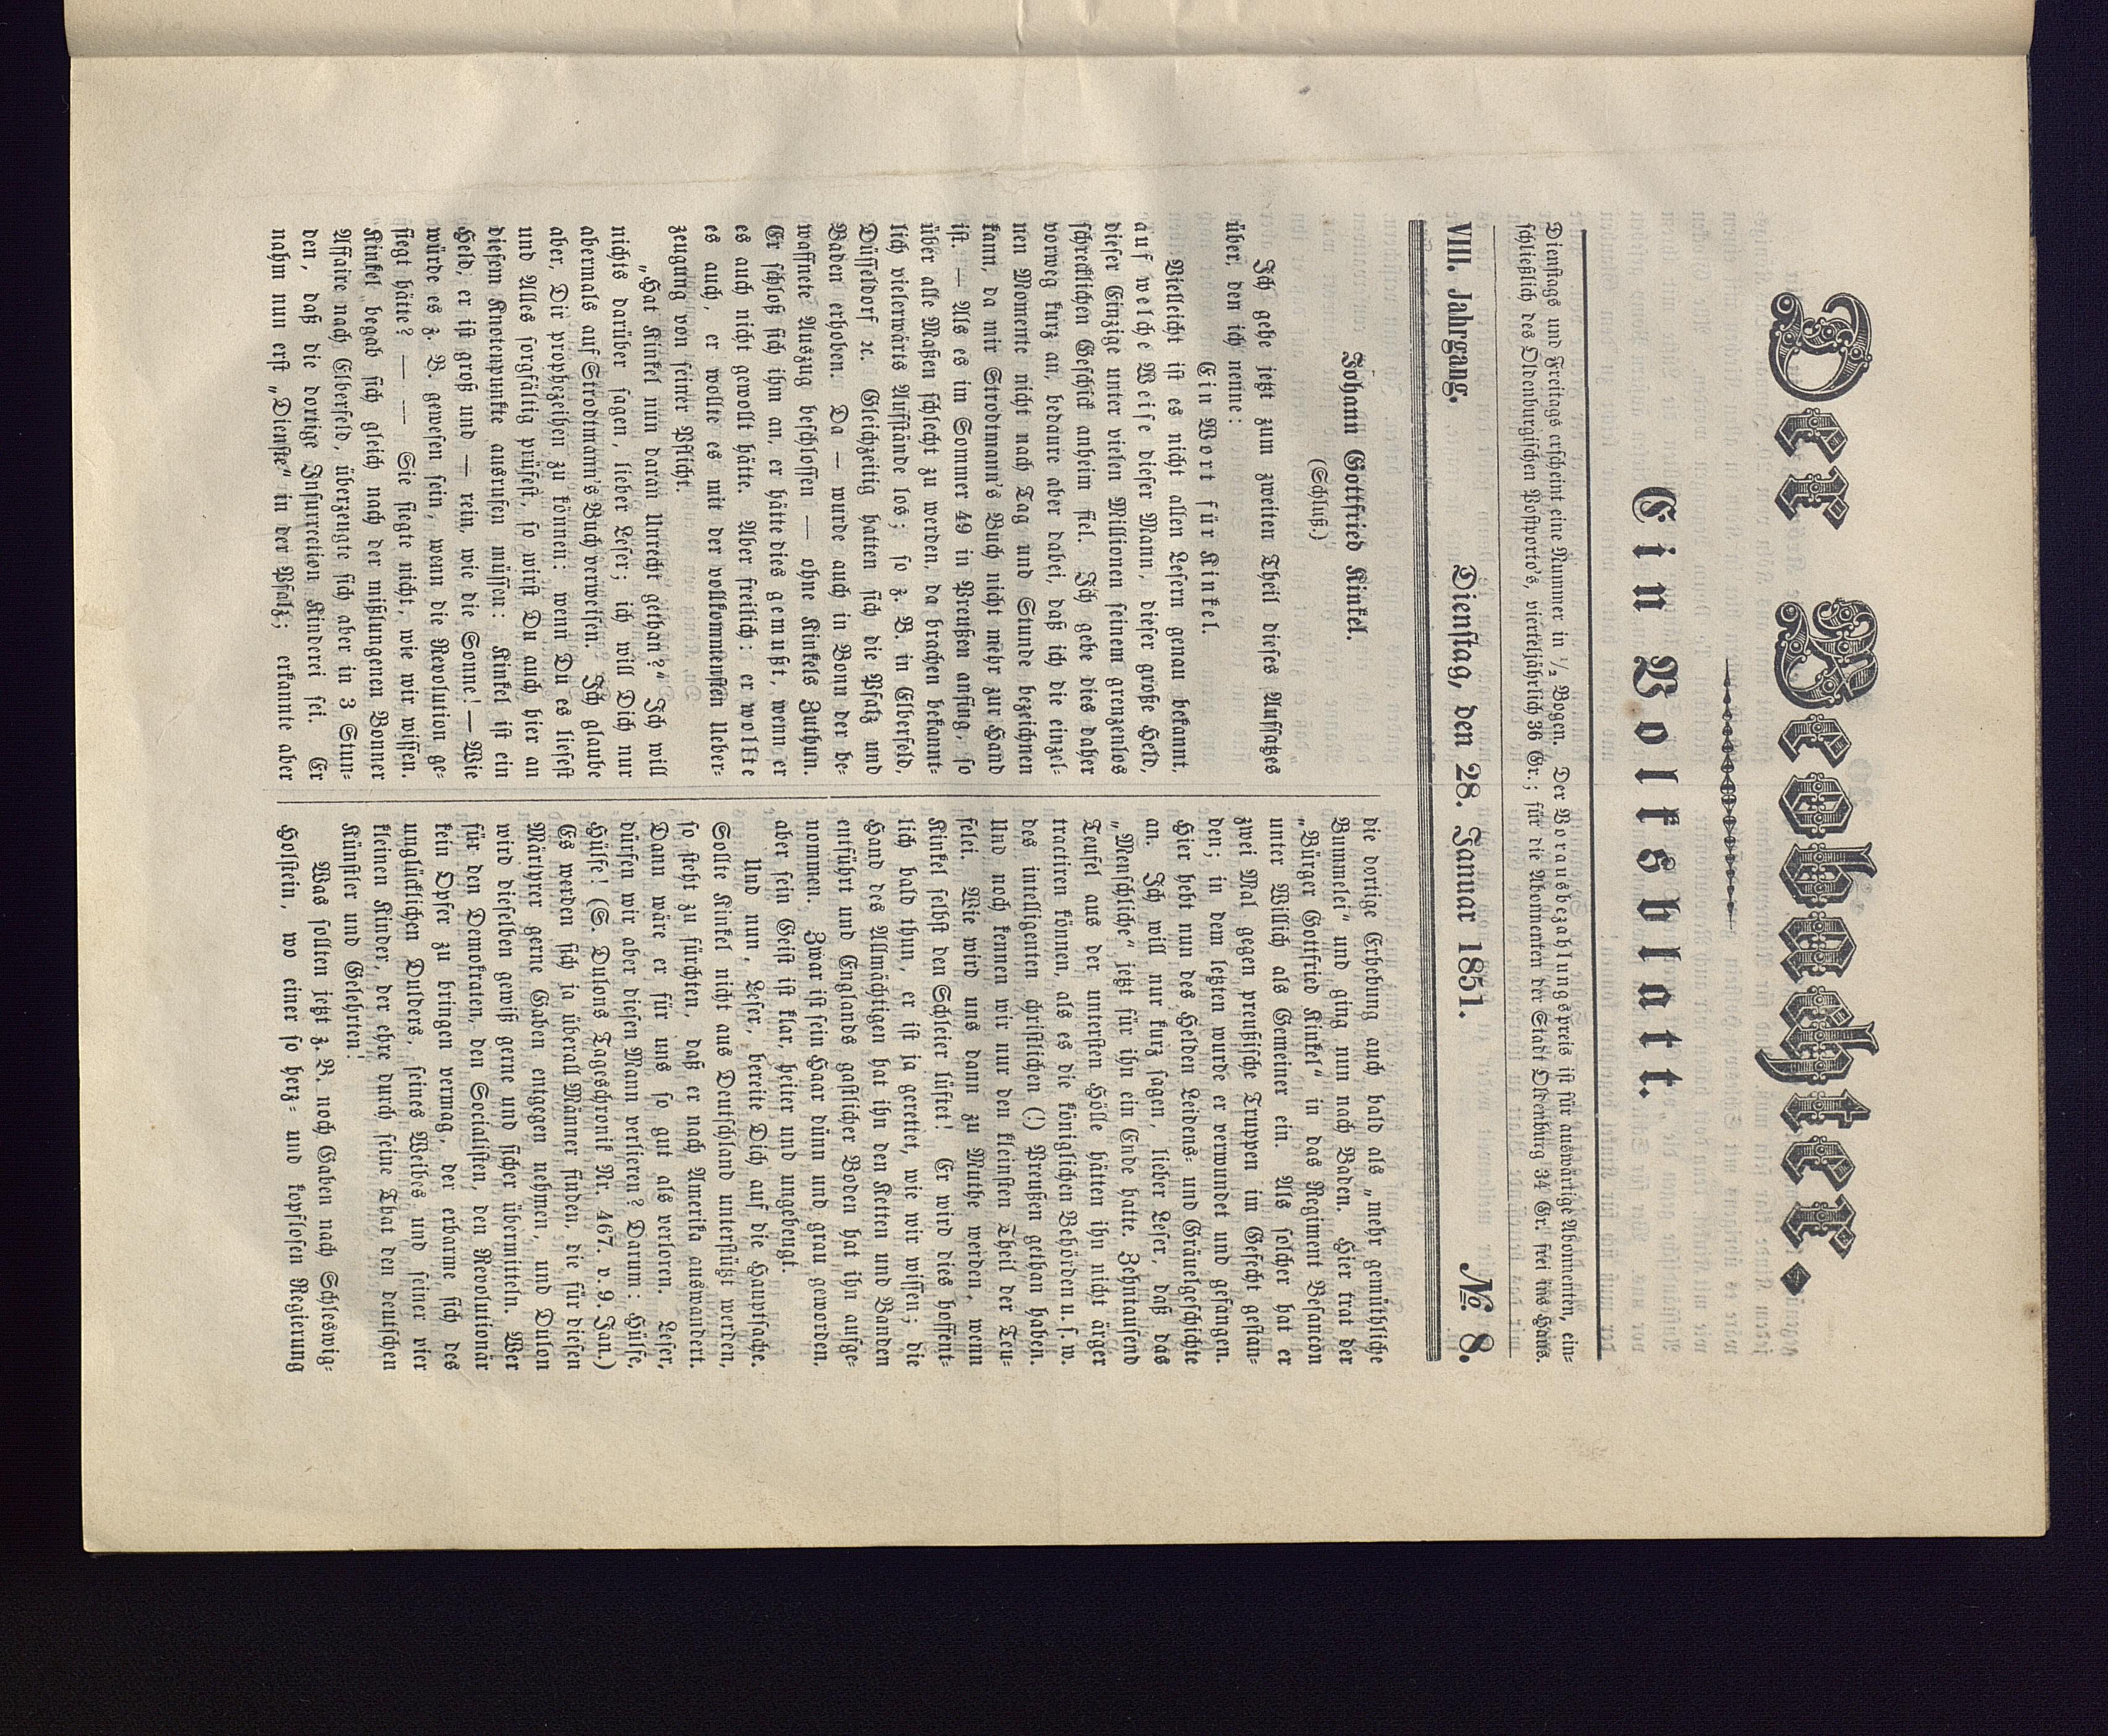 Der Beobachter.
Ein Volksblatt.
Dienstags und Freitags erscheint eine Nummer in ½ Bogen. Der Vorausbezahlungspreis ist für auswärtige Abonnenten, ein-
schließlich des Oldenburgischen Postporto's, vierteljährlich 36 Gr.; für die Abonnenten der Stadt Oldenburg 34 Gr. frei ins Haus.
VIII. Jahrgang. Dienstag, den 28. Januar 1851. № 8.
Johann Gottfried Kinkel.
(Schluß.)
Ich gehe jetzt zum zweiten Theil dieses Aufsatzes
über, den ich nenne:
Ein Wort für Kinkel.
Vielleicht ist es nicht allen Lesern genau bekannt,
auf welche Weise dieser Mann, dieser große Held,
dieser Einzige unter vielen Millionen seinem grenzenlos
schrecklichen Geschick anheim fiel. Ich gebe dies daher
vorweg kurz an, bedaure aber dabei, daß ich die einzel-
nen Momente nicht nach Tag und Stunde bezeichnen
kann, da mir Strodtmann's Buch nicht mehr zur Hand
ist. — Als es im Sommer 49 in Preußen anfing, so
über alle Maßen schlecht zu werden, da brachen bekannt-
lich vielerwärts Aufstände los; so z. B. in Elberfeld,
Düsseldorf ꝛc. Gleichzeitig hatten sich die Pfalz und
Baden erhoben. Da — wurde auch in Bonn der be-
waffnete Auszug beschlossen — ohne Kinkels Zuthun.
Er schloß sich ihm an, er hätte dies gemußt, wenn er
es auch nicht gewollt hätte. Aber freilich: er wollte
es auch, er wollte es mit der vollkommensten Ueber-
zeugung von seiner Pflicht.
„Hat Kinkel nun daran Unrecht gethan?“ Ich will
nichts darüber sagen, lieber Leser; ich will Dich nur
abermals auf Strodtmann's Buch verweisen. Ich glaube
aber, Dir prophezeihen zu können: wenn Du es liesest
und Alles sorgfältig prüfest, so wirst Du auch hier an
diesem Knotenpunkte ausrufen müssen: Kinkel ist ein
Held, er ist groß und — rein, wie die Sonne! — Wie
würde es z. B. gewesen sein, wenn die Revolution ge-
siegt hätte? — — — Sie siegte nicht, wie wir wissen.
Kinkel begab sich gleich nach der mißlungenen Bonner
Affaire nach Elberfeld, überzeugte sich aber in 3 Stun-
den, daß die dortige Insurrection Kinderei sei. Er
nahm nun erst „Dienste“ in der Pfalz; erkannte aber
die dortige Erhebung auch bald als „mehr gemüthliche
Bummelei“ und ging nun nach Baden. Hier trat der
„Bürger Gottfried Kinkel“ in das Regiment Besançon
unter Willich als Gemeiner ein. Als solcher hat er
zwei Mal gegen preußische Truppen im Gefecht gestan-
den; in dem letzten wurde er verwundet und gefangen.
Hier hebt nun des Helden Leidens- und Gräuelgeschichte
an. Ich will nur kurz sagen, lieber Leser, daß das
„Menschliche“ jetzt für ihn ein Ende hatte. Zehntausend
Teufel aus der untersten Hölle hätten ihn nicht ärger
tractiren können, als es die königlichen Behörden u. s. w.
des intelligenten christlichen (!) Preußen gethan haben.
Und noch kennen wir nur den kleinsten Theil der Teu-
felei. Wie wird uns dann zu Muthe werden, wenn
Kinkel selbst den Schleier lüftet! Er wird dies hoffent-
lich bald thun, er ist ja gerettet, wie wir wissen; die
Hand des Allmächtigen hat ihn den Ketten und Banden
entführt und Englands gastlicher Boden hat ihn aufge-
nommen. Zwar ist sein Haar dünn und grau geworden,
aber sein Geist ist klar, heiter und ungebeugt.
Und nun, Leser, bereite Dich auf die Hauptsache.
Sollte Kinkel nicht aus Deutschland unterstützt werden,
so steht zu fürchten, daß er nach Amerika auswandert.
Dann wäre er für uns so gut als verloren. Leser,
dürfen wir aber diesen Mann verlieren? Darum: Hülfe,
Hülfe! (S. Dulons Tageschronik Nr. 467. v. 9. Jan.)
Es werden sich ja überall Männer finden, die für diesen
Märtyrer gerne Gaben entgegen nehmen, und Dulon
wird dieselben gewiß gerne und sicher übermitteln. Wer
für den Demokraten, den Socialisten, den Revolutionär
kein Opfer zu bringen vermag, der erbarme sich des
unglücklichen Dulders, seines Weibes und seiner vier
kleinen Kinder, der ehre durch seine That den deutschen
Künstler und Gelehrten!
Was sollten jetzt z. B. noch Gaben nach Schleswig-
Holstein, wo einer so herz- und kopflosen Regierung